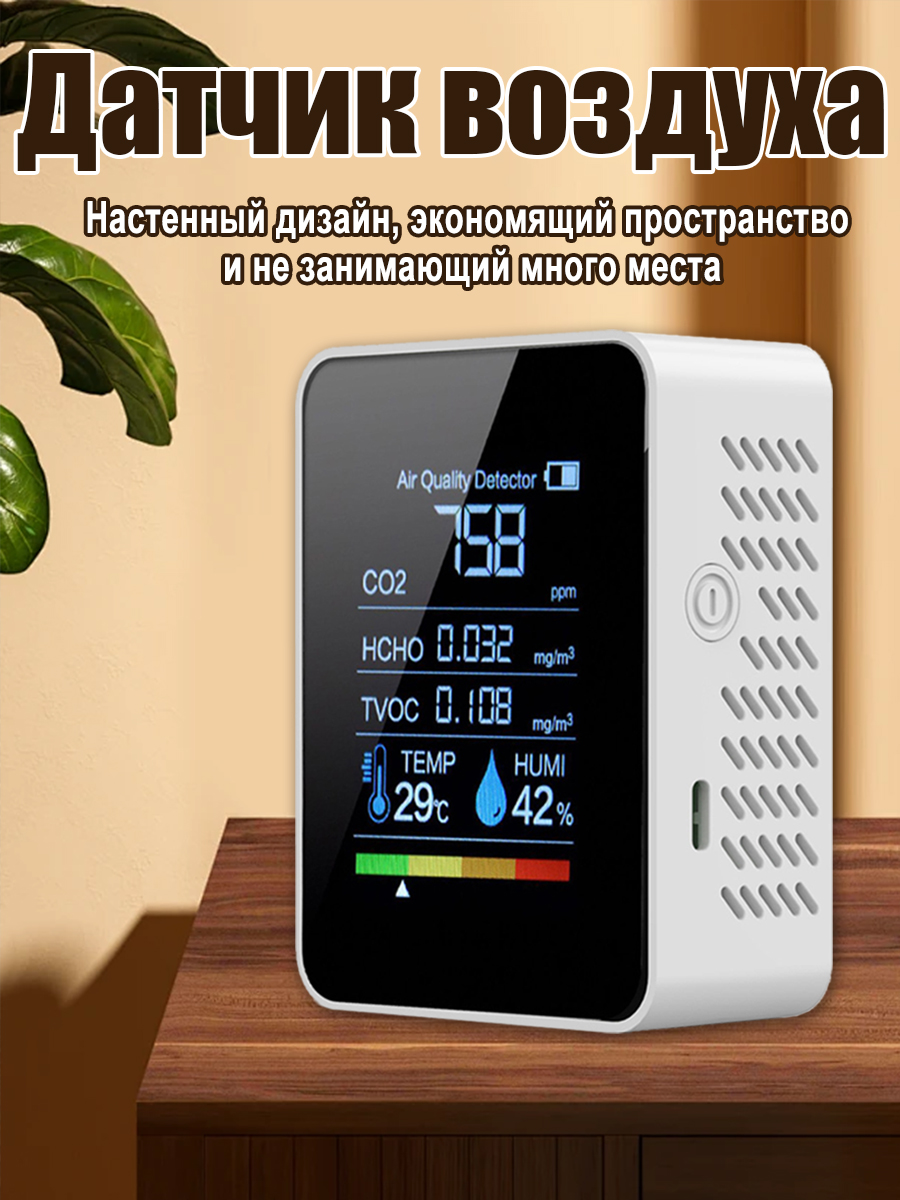 Датчик воздуха
Настенный дизайн, экономящий пространство
и не занимающий много места
Air Quality Detector
758
CO2
ppm
HCHO 0.032 mg/m³
TVOC 0.108 mg/m³
TEMP HUMI
29°C 42%